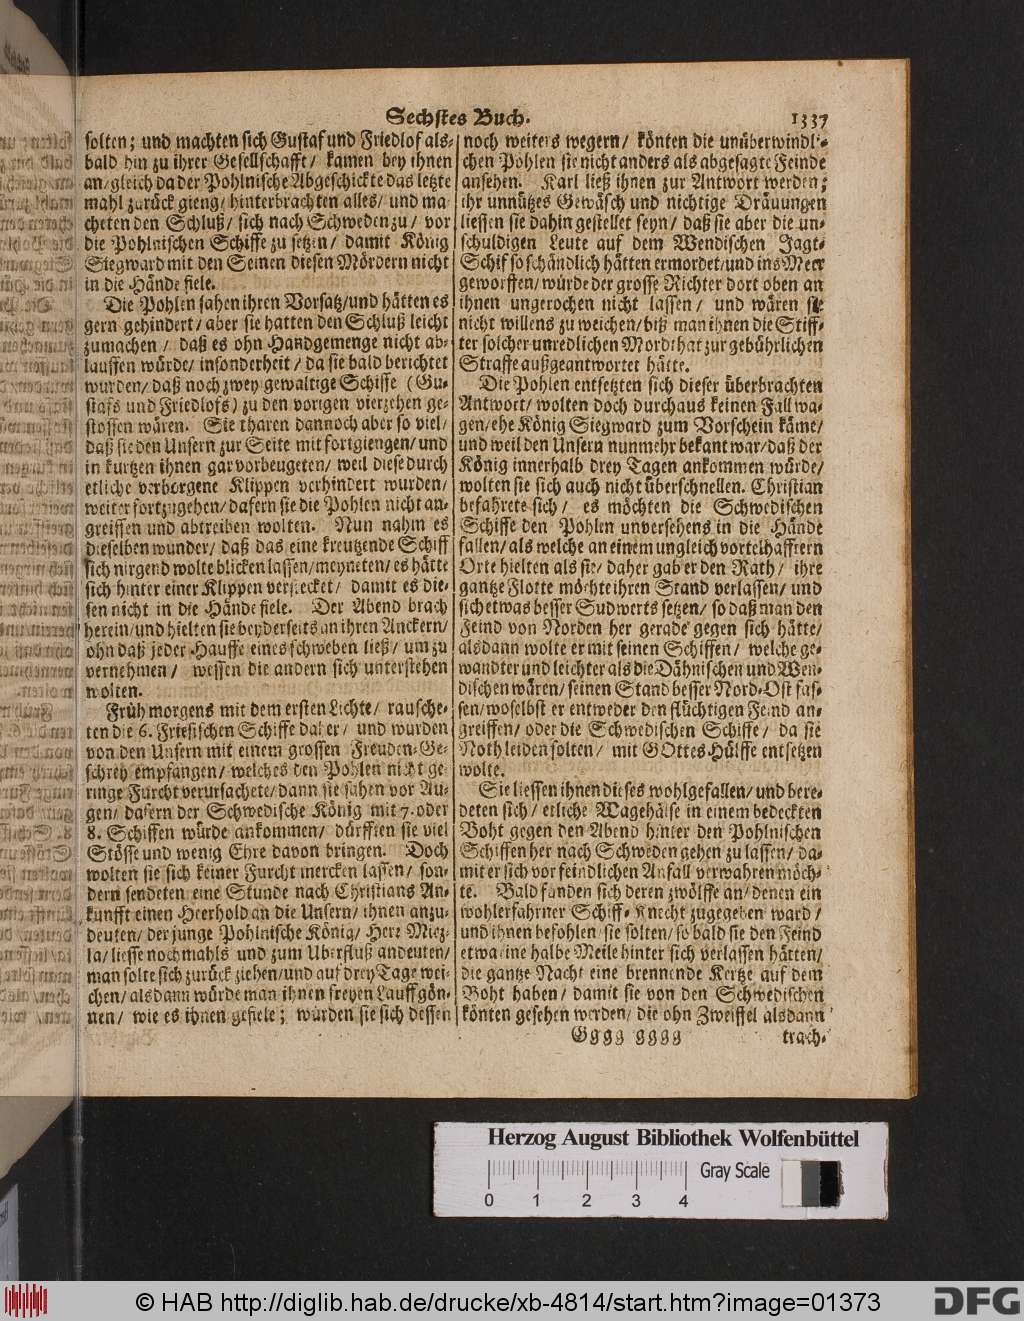 Sechstes Buch. 1337
solten; und machten sich Gustaf und Friedlof als-
bald hin zu ihrer Gesellschafft/ kamen bey ihnen
an/ gleich da der Pohlnische Abgeschickte das letzte
mahl zurück gieng/ hinterbrachten alles/ und ma
cheten den Schluß/ sich nach Schweden zu/ vor
die Pohlnischen Schiffe zu setzen/ damit König
Siegward mit den Seinen diesen Mördern nicht
in die Hände fiele.
Die Pohlen sahen ihren Vorsatz/ und hätten es
gern gehindert/ aber sie hatten den Schluß leicht
zumachen/ daß es ohn Handgemenge nicht ab-
lauffen würde/ insonderheit/ da sie bald berichtet
wurden/ daß noch zwey gewaltige Schiffe (Gu-
stafs und Friedlofs) zu den vorigen vierzehen ge-
stossen wären. Sie tharen dannoch aber so viel/
daß sie den Unsern zur Seite mit fortgiengen/ und
in kurtzen ihnen gar vorbeugeten/ weil diese durch
etliche verborgene Klippen verhindert wurden/
weiter fortzugehen/ dafern sie die Pohlen nicht an-
greiffen und abtreiben wolten. Nun nahm es
dieselben wunder/ daß das eine kreutzende Schiff
sich nirgend wolte blicken lassen/ meyneten/ es hätte
sich hinter einer Klippen verstecket/ damit es die-
sen nicht in die Hände fiele. Der Abend brach
herein/ und hielten sie beyderseits an ihren Anckern/
ohn daß jeder Hauffe eines schweben ließ/ um zu
vernehmen/ wessen die andern sich unterstehen
wolten.
Früh morgens mit dem ersten Lichte/ rausche-
ten die 6. Friesischen Schiffe daher/ und wurden
von den Unsern mit einem grossen Freuden-Ge-
schrey empfangen/ welches den Pohlen nicht ge
ringe Furcht verursachete/ dann sie sahen vor Au-
gen/ dafern der Schwedische König mit 7. oder
8. Schiffen würde ankommen/ dürfften sie viel
Stösse und wenig Ehre davon bringen. Doch
wolten sie sich keiner Furcht mercken lassen/ son-
dern sendeten eine Stunde nach Christians An-
kunfft einen Heerhold an die Unsern/ ihnen anzu-
deuten/ der junge Pohlnische König/ Herr Miez-
la/ liesse nochmahls und zum Uberfluß andeuten/
man solte sich zurück ziehen/ und auf drey Tage wei-
chen/ alsdann würde man ihnen freyen Lauff gön-
nen/ wie es ihnen gefiele; würden sie sich dessen
noch weiters wegern/ könten die unüberwindli-
chen Pohlen sie nicht anders als abgesagte Feinde
ansehen. Karl ließ ihnen zur Antwort werden;
ihr unnützes Gewäsch und nichtige Dräuungen
liessen sie dahin gestellet seyn/ daß sie aber die un-
schuldigen Leute auf dem Wendischen Jagt-
Schif so schändlich hätten ermordet/ und ins Meer
geworffen/ würde der grosse Richter dort oben an
ihnen ungerochen nicht lassen/ und wären sie
nicht willens zu weichen/ biß man ihnen die Stiff-
ter solcher unredlichen Mordthat zur gebührlichen
Straffe außgeantwortet hätte.
Die Pohlen entsetzten sich dieser überbrachten
Antwort/ wolten doch durchaus keinen Fall wa-
gen/ ehe König Siegward zum Vorschein käme/
und weil den Unsern nunmehr bekant war/ daß der
König innerhalb drey Tagen ankommen würde/
wolten sie sich auch nicht überschnellen. Christian
befahrete sich/ es möchten die Schwedischen
Schiffe den Pohlen unversehens in die Hände
fallen/ als welche an einem ungleich vortelhafftern
Orte hielten als sie/ daher gab er den Rath/ ihre
gantze Flotte möchte ihren Stand verlassen/ und
sich etwas besser Sudwerts setzen/ so daß man den
Feind von Norden her gerade gegen sich hätte/
alsdann wolte er mit seinen Schiffen/ welche ge-
wandter und leichter als die Dähnischen und Wen-
dischen wären/ seinen Stand besser Nord-Ost fas-
sen/ woselbst er entweder den flüchtigen Feind an-
greiffen/ oder die Schwedischen Schiffe/ da sie
Noth leiden solten/ mit GOttes Hülffe entsetzen
wolte.
Sie liessen ihnen dieses wohlgefallen/ und bere-
deten sich/ etliche Wagehälse in einem bedeckten
Boht gegen den Abend hinter den Pohlnischen
Schiffen her nach Schweden gehen zu lassen/ da-
mit er sich vor feindlichen Anfall verwahren möch-
te. Bald funden sich deren zwölffe an/ denen ein
wohlerfahrner Schiff-Knecht zugegeben ward/
und ihnen befohlen/ sie solten/ so bald sie den Feind
etwa eine halbe Meile hinter sich verlassen hätten/
die gantze Nacht eine brennende Kertze auf dem
Boht haben/ damit sie von den Schwedischen
könten gesehen werden/ die ohn Zweiffel alsdann
Gggg gggg trach-
Herzog August Bibliothek Wolfenbüttel
Gray Scale
0 1 2 3 4
© HAB http://diglib.hab.de/drucke/xb-4814/start.htm?image=01373
DFG